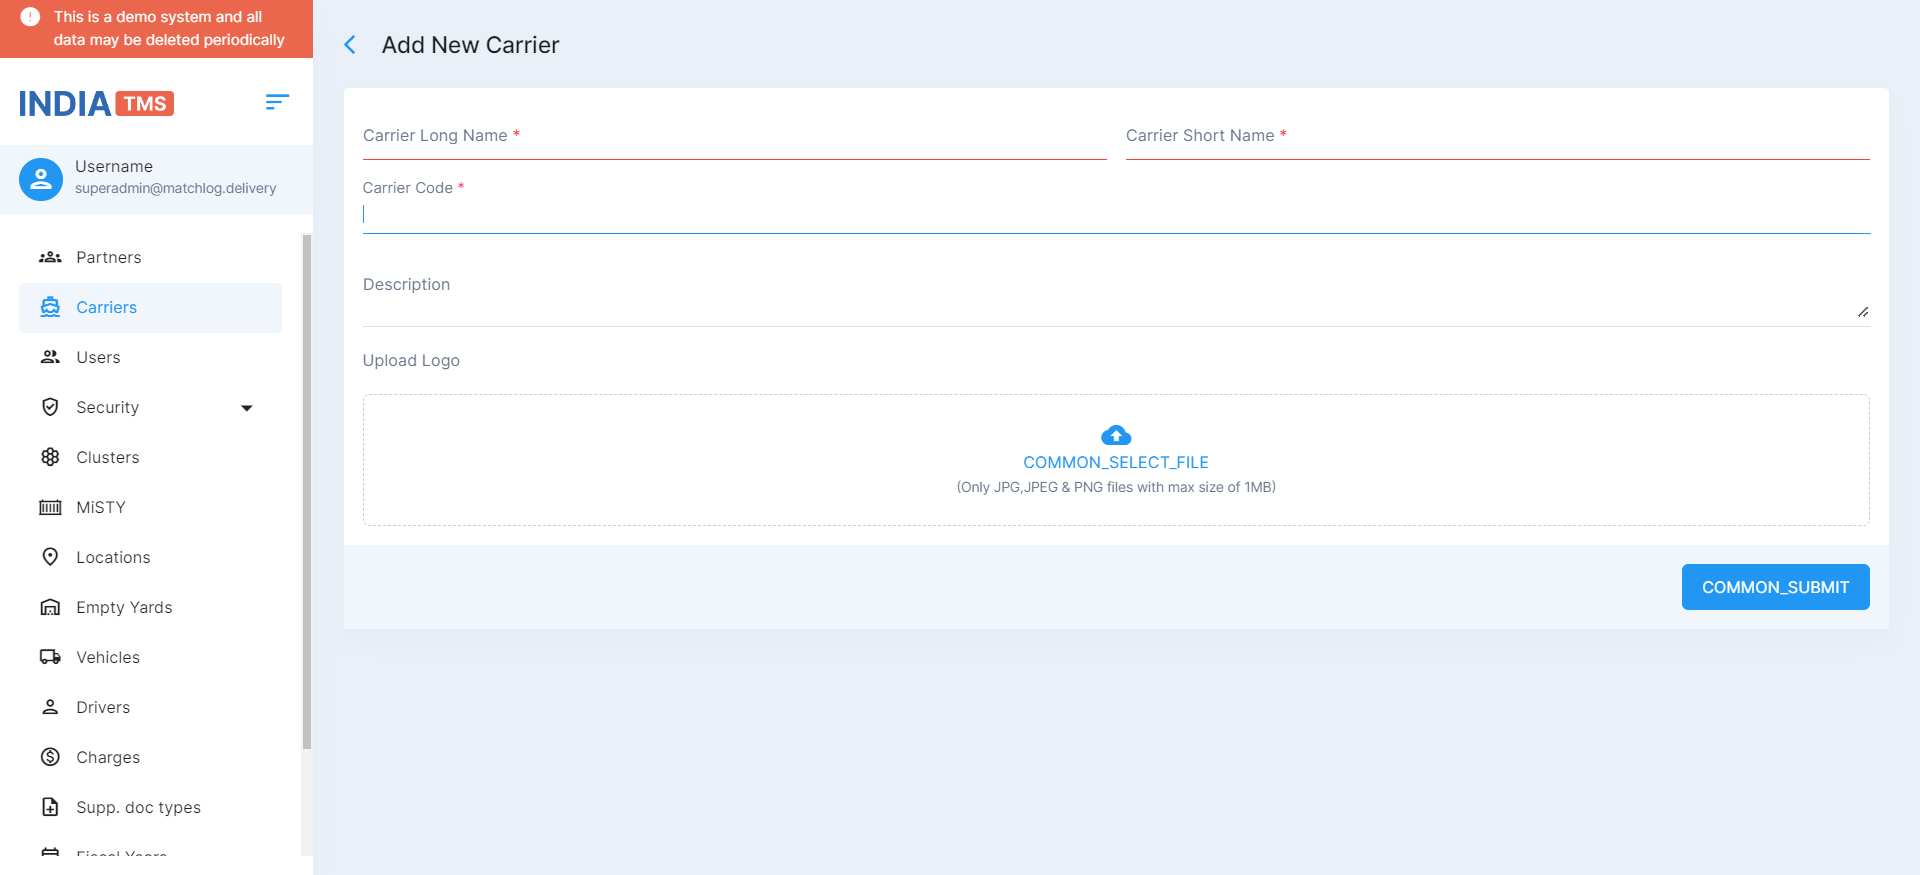 This is a demo system and all
data may be deleted periodically
INDIA TMS
Username
superadmin@matchlog.delivery
Partners
Carriers
Users
Security
Clusters
MiSTY
Locations
Empty Yards
Vehicles
Drivers
Charges
Supp. doc types
Fiscal Years
Add New Carrier
Carrier Long Name *
Carrier Short Name *
Carrier Code *
Description
Upload Logo
COMMON_SELECT_FILE
(Only JPG,JPEG & PNG files with max size of 1MB)
COMMON_SUBMIT